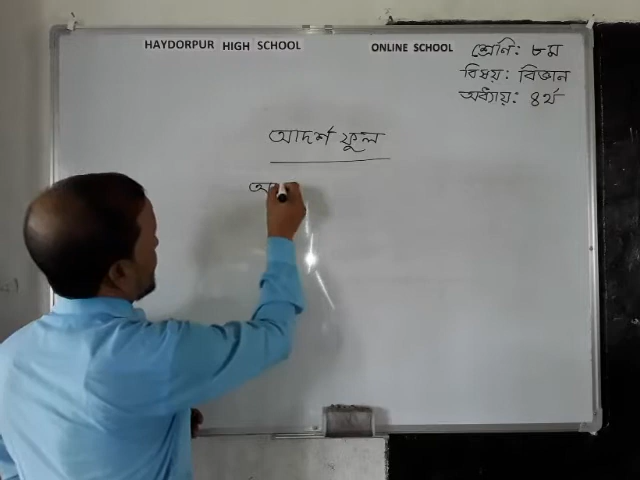 HAYDORPUR HIGH SCHOOL ONLINE SCHOOL
শ্রেনি: ৮ম
বিষয়: বিজ্ঞান
অধ্যায়: ৪র্থ
আদর্শ ফুল